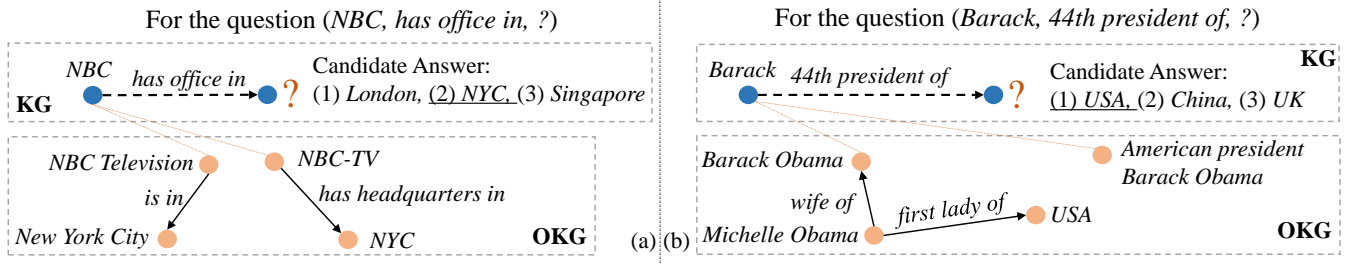 For the question (NBC, has office in, ?)
NBC
has office in
?
Candidate Answer:
(1) London, (2) NYC, (3) Singapore
KG
NBC Television
NBC-TV
is in
has headquarters in
New York City
NYC
OKG
(a)
(b)
For the question (Barack, 44th president of, ?)
KG
Barack
44th president of
?
Candidate Answer:
(1) USA, (2) China, (3) UK
Barack Obama
American president
Barack Obama
wife of
first lady of
USA
Michelle Obama
OKG